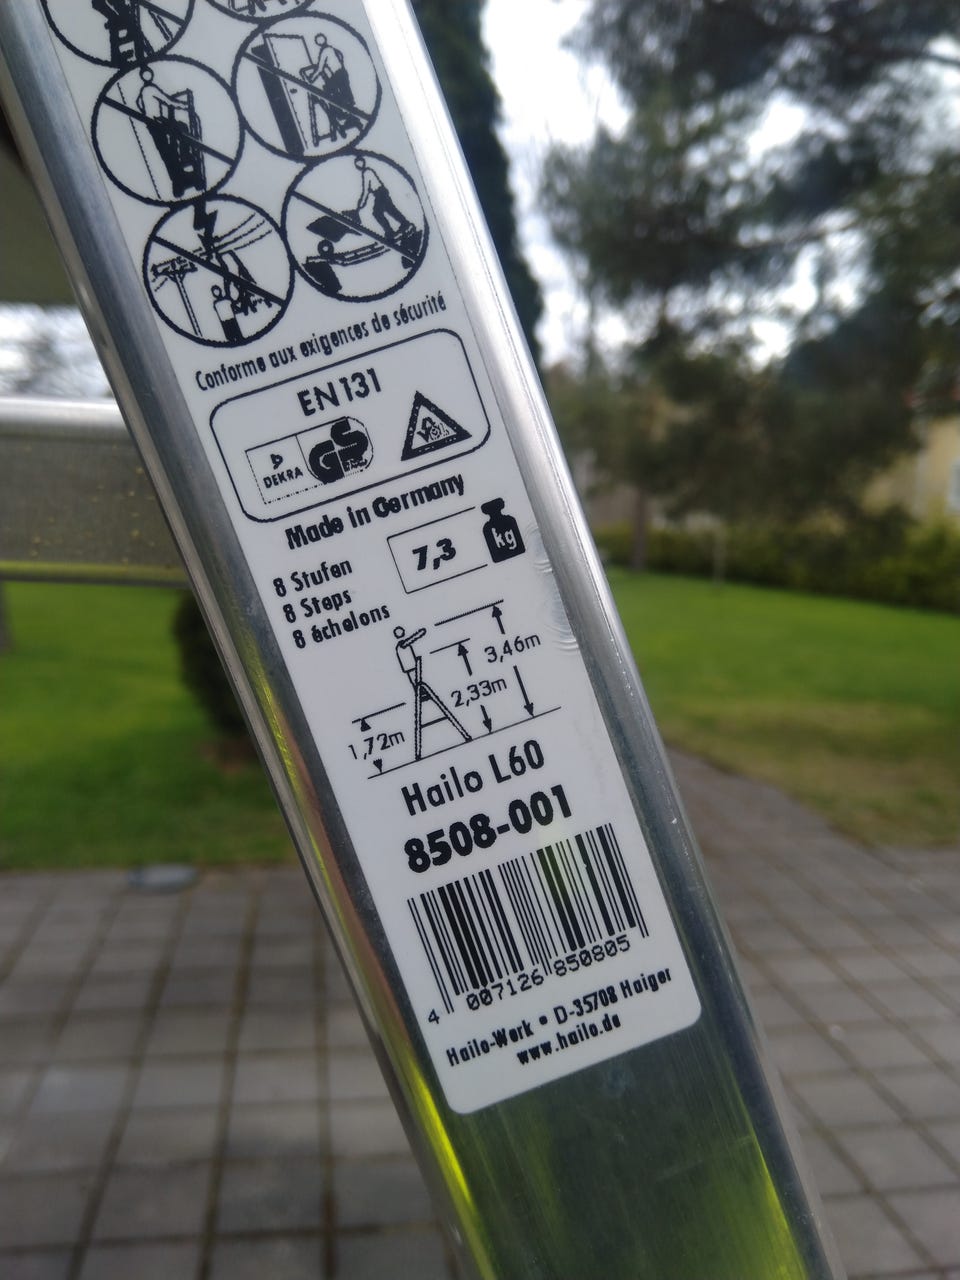 Conforme aux exigences de sécurité
EN 131
DEKRA
GS
Made in Germany
8 Stufen
8 Steps
8 échelons
7,3 kg
3,46m
2,33m
1,72m
Hailo L60
8508-001
4 007126 850805
Hailo-Werk • D-35708 Haiger
www.hailo.de